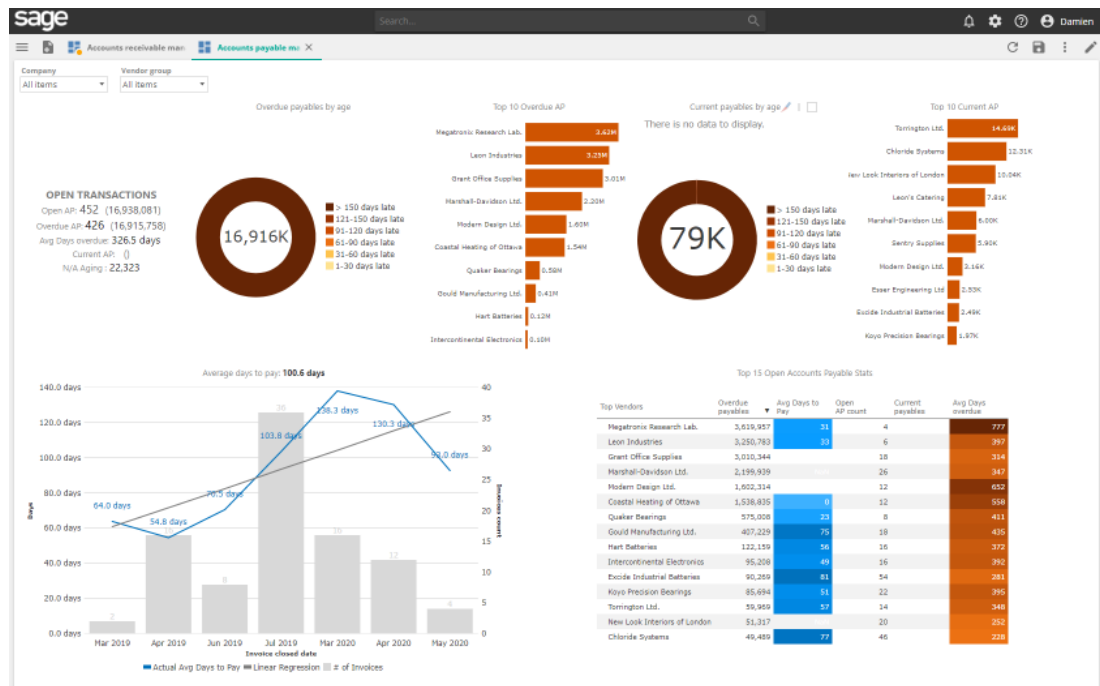 sage
Search...
Damien
Accounts receivable man
Accounts payable ma
Company
Vendor group
All items
All items
Overdue payables by age
Top 10 Overdue AP
Current payables by age
Top 10 Current AP
There is no data to display.
OPEN TRANSACTIONS
Open AP: 452 (16,938,081)
Overdue AP: 426 (16,915,758)
Avg Days overdue: 326.5 days
Current AP: ()
N/A Aging : 22,323
16,916K
> 150 days late
121-150 days late
91-120 days late
61-90 days late
31-60 days late
1-30 days late
Megatronix Research Lab. 3.62M
Leon Industries 3.25M
Grant Office Supplies 3.01M
Marshall-Davidson Ltd. 2.20M
Modern Design Ltd. 1.60M
Coastal Heating of Ottawa 1.54M
Quaker Bearings 0.58M
Gould Manufacturing Ltd. 0.41M
Hart Batteries 0.12M
Intercontinental Electronics 0.10M
79K
> 150 days late
121-150 days late
91-120 days late
61-90 days late
31-60 days late
1-30 days late
Torrington Ltd. 14.65K
Chloride Systems 12.31K
New Look Interiors of London 10.04K
Leon's Catering 7.81K
Marshall-Davidson Ltd. 6.00K
Sentry Supplies 5.90K
Modern Design Ltd. 3.16K
Esser Engineering Ltd
Excide Industrial Batteries 2.49K
Koyo Precision Bearings 1.97K
Average days to pay: 100.6 days
140.0 days
120.0 days
100.0 days
80.0 days
60.0 days
40.0 days
20.0 days
0.0 days
Days
64.0 days
54.8 days
76.5 days
103.8 days
138.3 days
130.3 days
93.0 days
2
16
8
36
16
12
4
40
35
30
25
20
15
10
5
0
Invoices count
Mar 2019 Apr 2019 Jun 2019 Jul 2019 Mar 2020 Apr 2020 May 2020
Invoice closed date
Actual Avg Days to Pay Linear Regression # of Invoices
Top 15 Open Accounts Payable Stats
Top Vendors Overdue payables Avg Days to Pay Open AP count Current payables Avg Days overdue
Megatronix Research Lab. 3,619,957 31 4 777
Leon Industries 3,250,783 33 6 397
Grant Office Supplies 3,010,344 18 314
Marshall-Davidson Ltd. 2,199,939 26 347
Modern Design Ltd. 1,602,314 12 652
Coastal Heating of Ottawa 1,538,835 0 12 558
Quaker Bearings 575,008 23 8 411
Gould Manufacturing Ltd. 407,229 75 18 435
Hart Batteries 122,159 56 16 372
Intercontinental Electronics 95,208 49 16 392
Excide Industrial Batteries 90,269 81 54 281
Koyo Precision Bearings 85,694 51 22 395
Torrington Ltd. 59,969 57 14 348
New Look Interiors of London 51,317 20 252
Chloride Systems 49,489 77 46 228